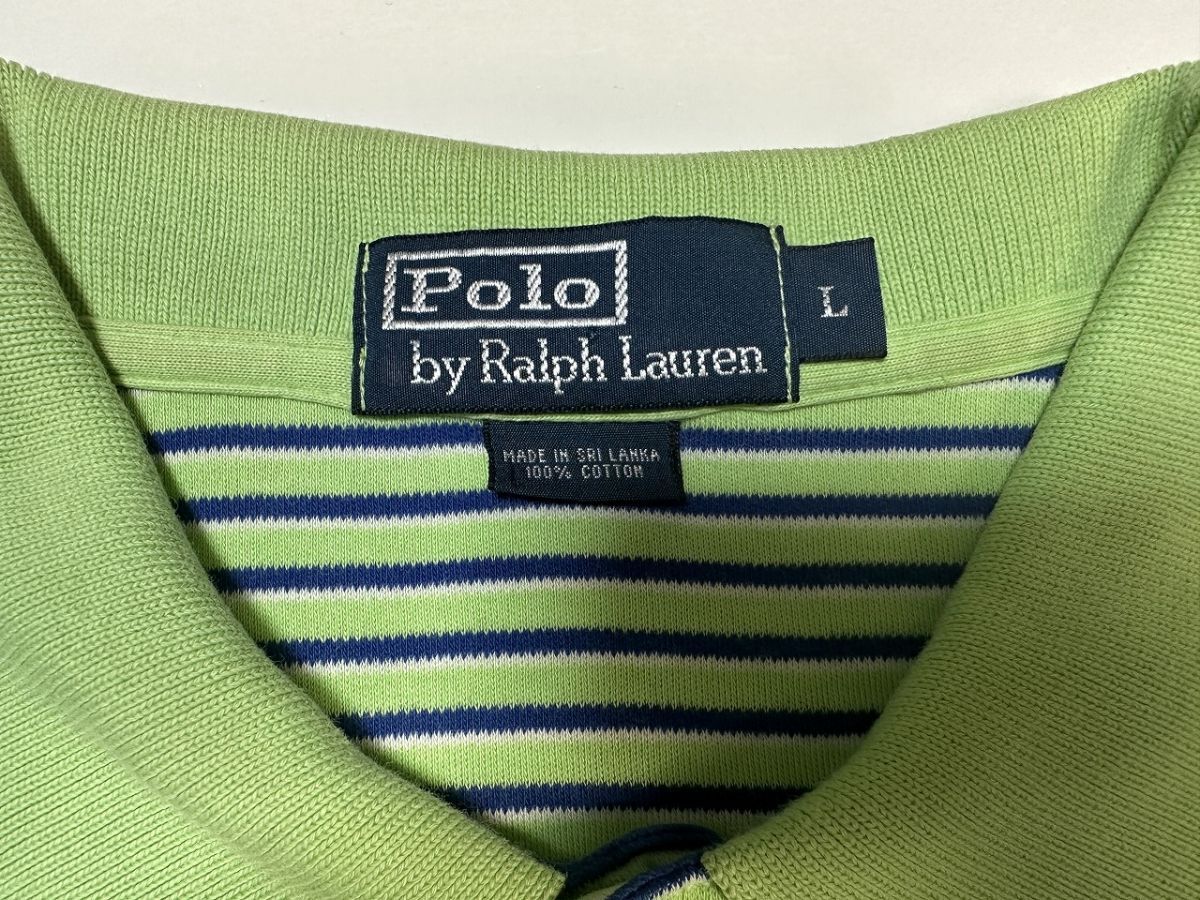 Polo
by Ralph Lauren
L
MADE IN SRI LANKA
100% COTTON